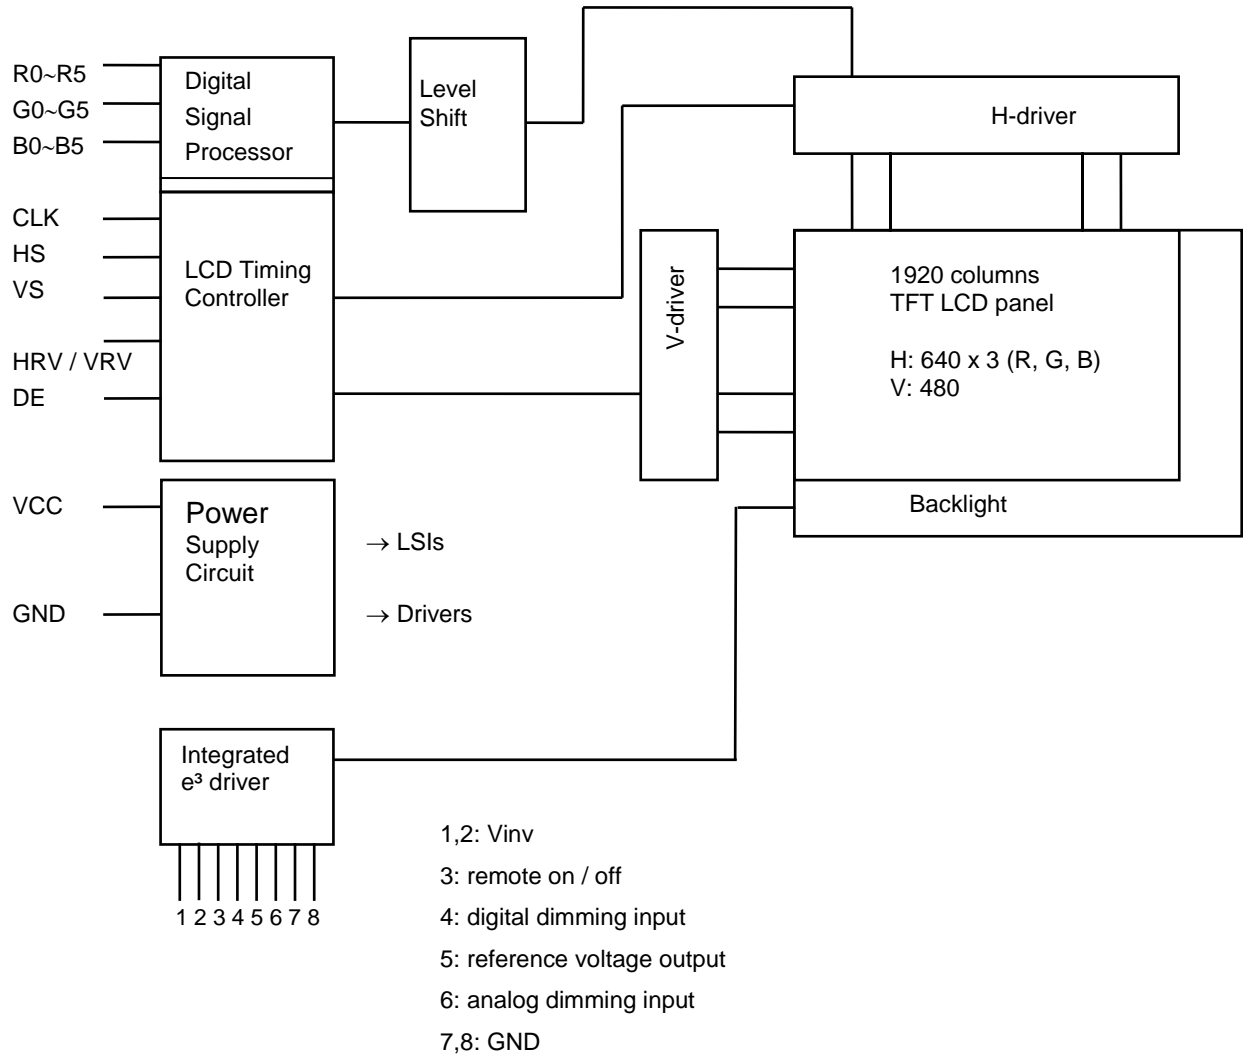 R0~R5
G0~G5
B0~B5
Digital
Signal
Processor
Level
Shift
H-driver
CLK
HS
VS
HRV / VRV
DE
LCD Timing
Controller
V-driver
1920 columns
TFT LCD panel
H: 640 x 3 (R, G, B)
V: 480
Backlight
VCC
GND
Power
Supply
Circuit
→ LSIs
→ Drivers
Integrated
e³ driver
1 2 3 4 5 6 7 8
1,2: Vinv
3: remote on / off
4: digital dimming input
5: reference voltage output
6: analog dimming input
7,8: GND